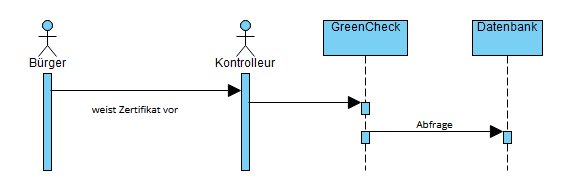 GreenCheck
Datenbank
Bürger
Kontrolleur
weist Zertifikat vor
Abfrage